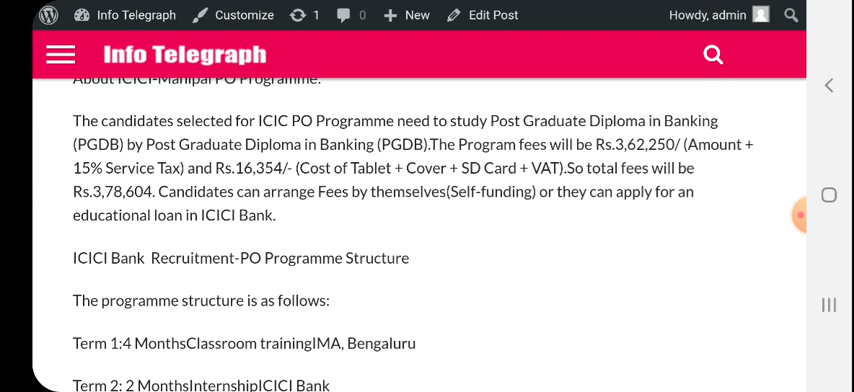 Info Telegraph Customize 1 0 New Edit Post Howdy, admin
Info Telegraph
About ICICI-Manipal PO Programme:
The candidates selected for ICIC PO Programme need to study Post Graduate Diploma in Banking
(PGDB) by Post Graduate Diploma in Banking (PGDB).The Program fees will be Rs.3,62,250/ (Amount +
15% Service Tax) and Rs.16,354/- (Cost of Tablet + Cover + SD Card + VAT).So total fees will be
Rs.3,78,604. Candidates can arrange Fees by themselves(Self-funding) or they can apply for an
educational loan in ICICI Bank.
ICICI Bank  Recruitment-PO Programme Structure
The programme structure is as follows:
Term 1:4 MonthsClassroom trainingIMA, Bengaluru
Term 2: 2 MonthsInternshipICICI Bank